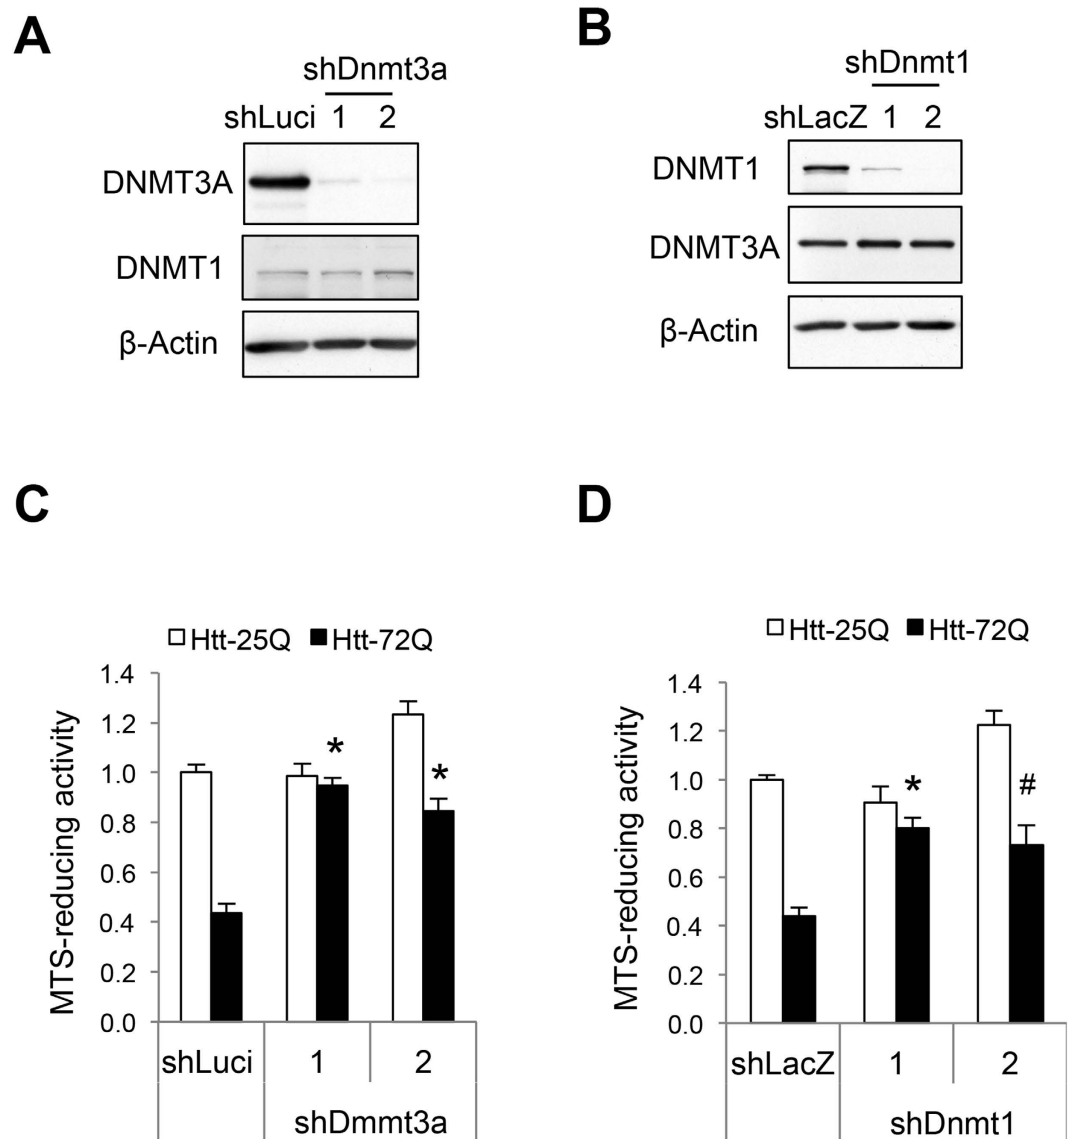 A
shDnmt3a
shLuci 1 2
DNMT3A
DNMT1
β-Actin
B
shDnmt1
shLacZ 1 2
DNMT1
DNMT3A
β-Actin
C
Htt-25Q Htt-72Q
MTS-reducing activity
1.4
1.2
1.0
0.8
0.6
0.4
0.2
0.0
*
*
shLuci 1 2
shDmmt3a
D
Htt-25Q Htt-72Q
MTS-reducing activity
1.4
1.2
1.0
0.8
0.6
0.4
0.2
0.0
*
#
shLacZ 1 2
shDnmt1